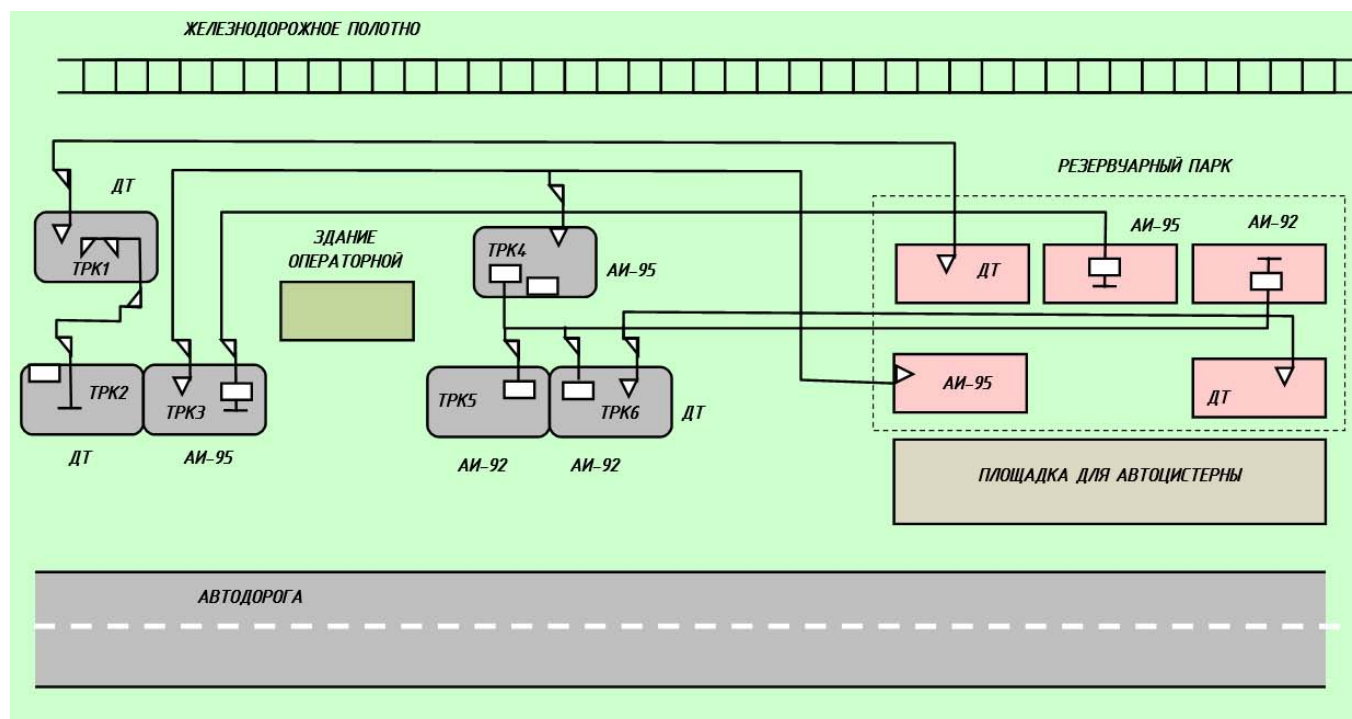 ЖЕЛЕЗНОДОРОЖНОЕ ПОЛОТНО
РЕЗЕРВУАРНЫЙ ПАРК
ДТ
ТРК1
ЗДАНИЕ
ОПЕРАТОРНОЙ
ТРК4
АИ-95
АИ-95
АИ-92
ДТ
ТРК2
ТРК3
ТРК5
ТРК6
ДТ
АИ-95
ДТ
ДТ
АИ-95
АИ-92
АИ-92
ПЛОЩАДКА ДЛЯ АВТОЦИСТЕРНЫ
АВТОДОРОГА